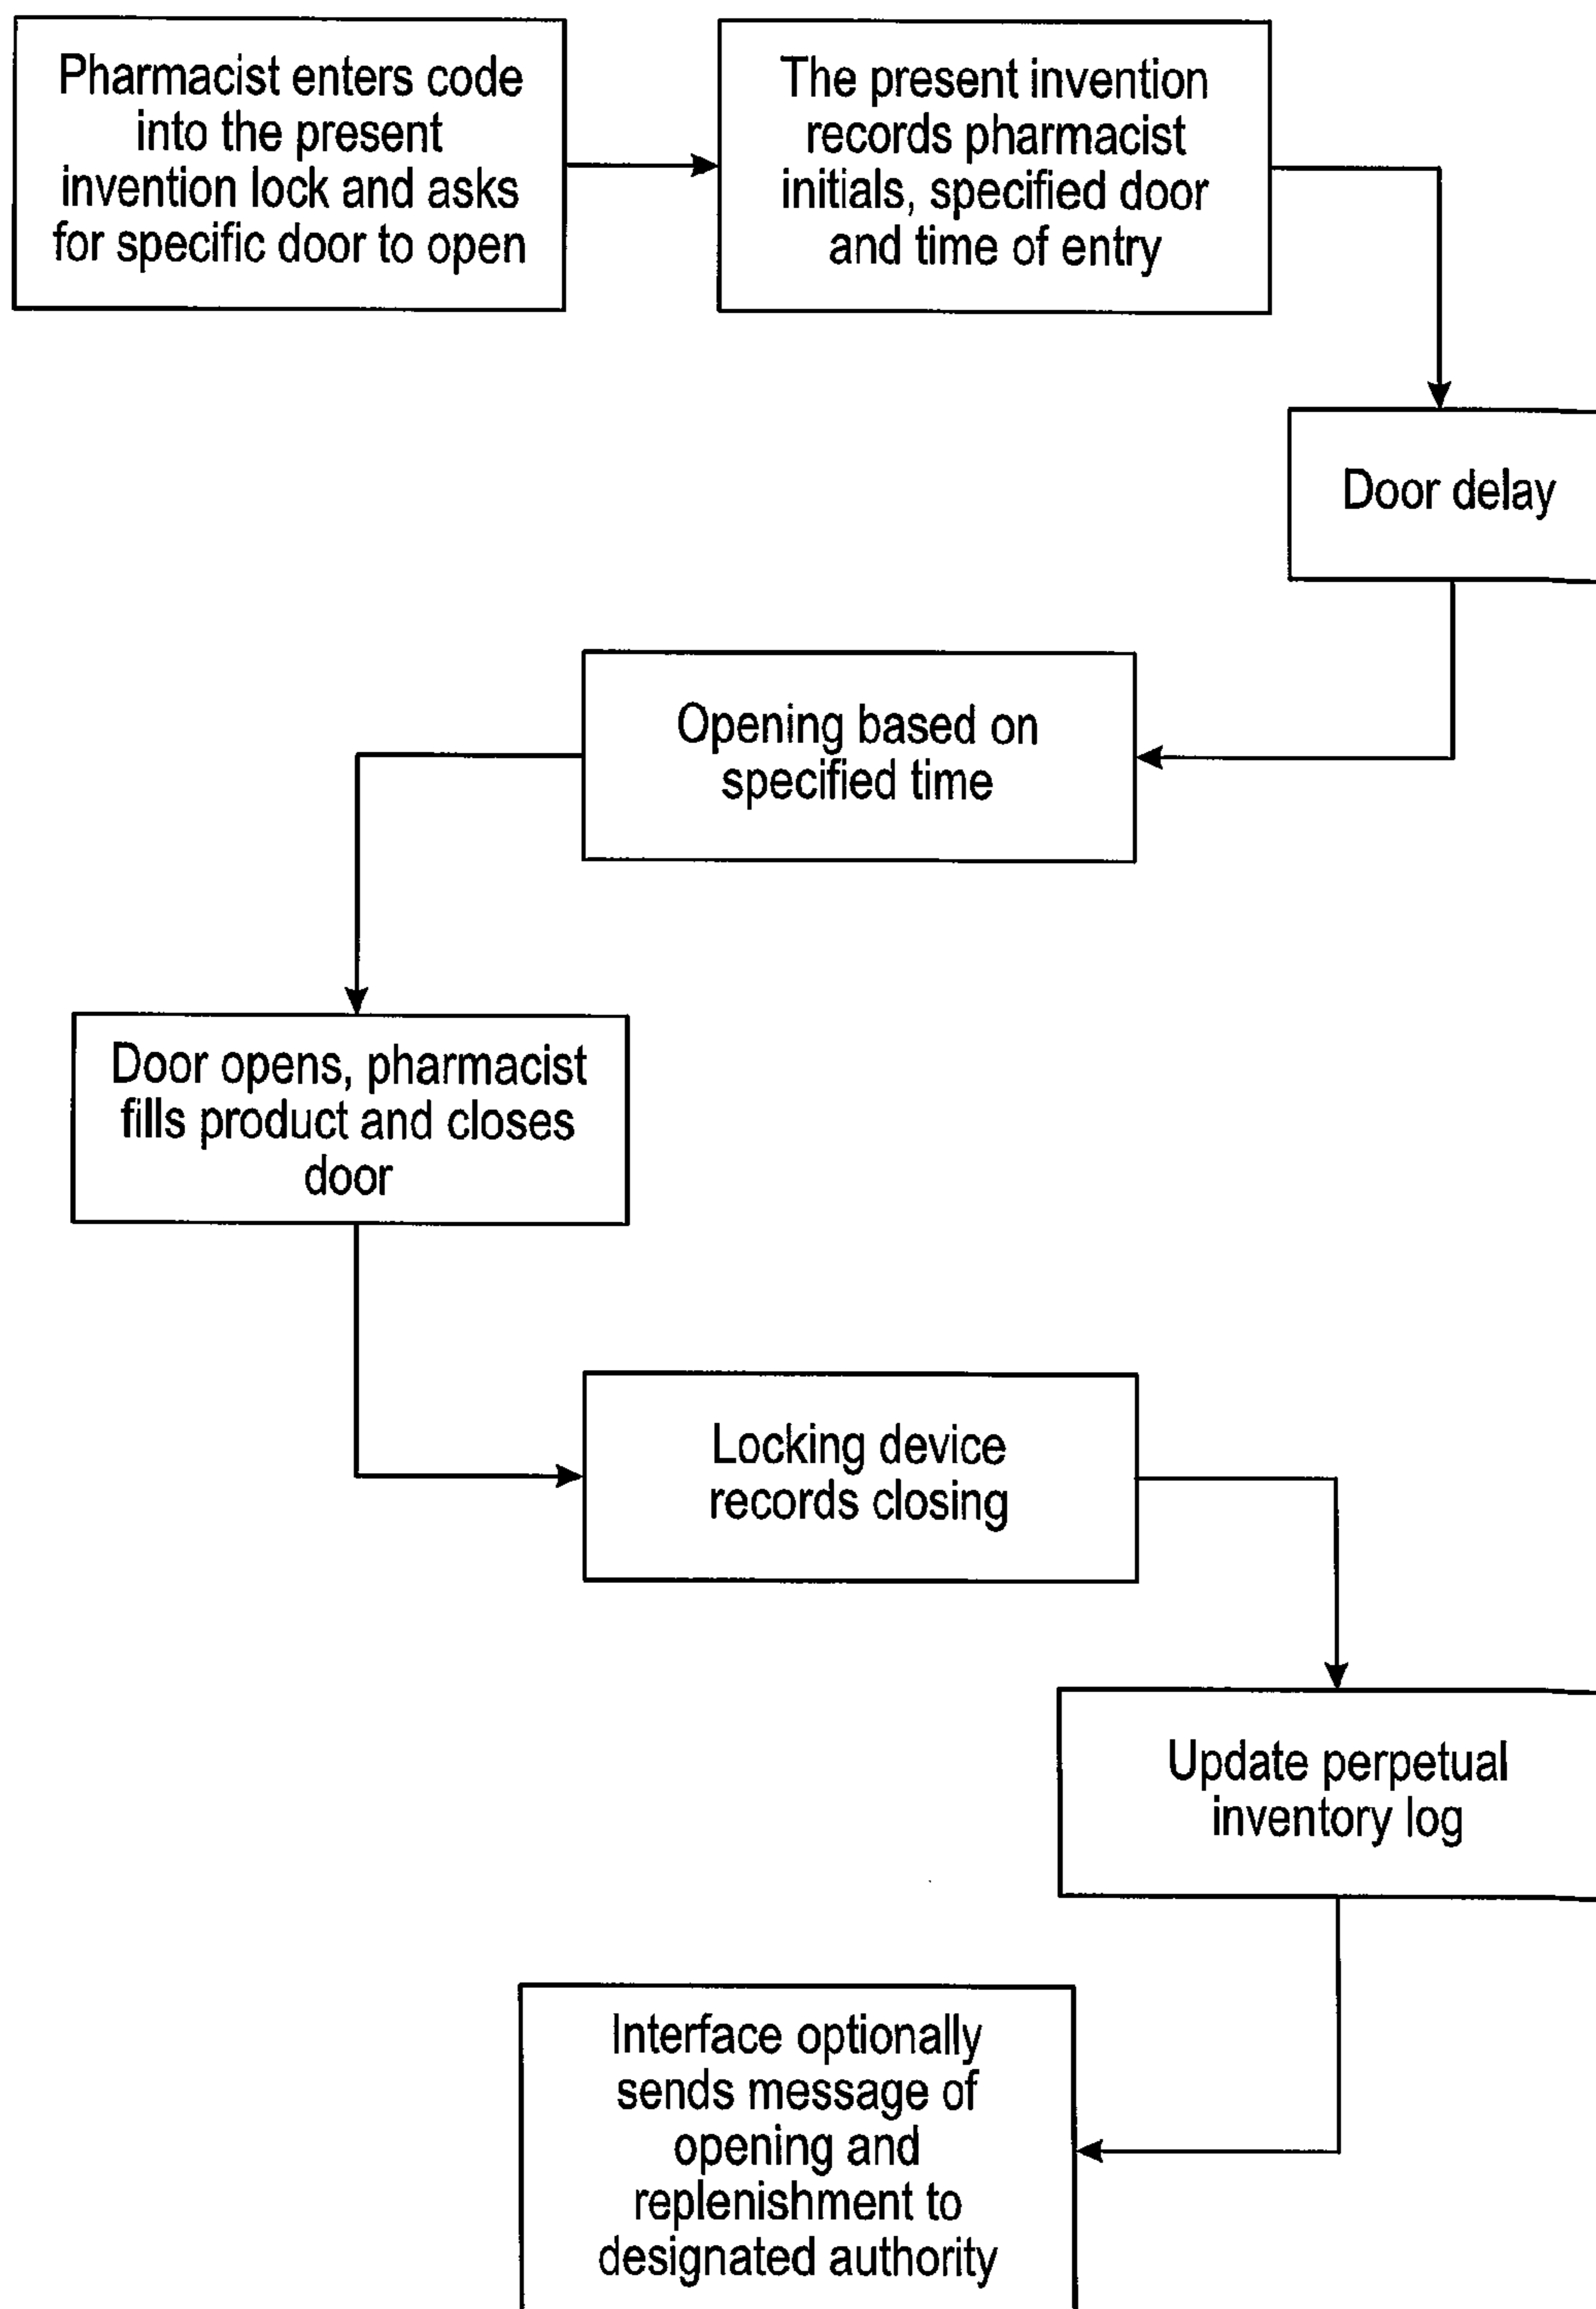 Pharmacist enters code
into the present
invention lock and asks
for specific door to open
The present invention
records pharmacist
initials, specified door
and time of entry
Door delay
Opening based on
specified time
Door opens, pharmacist
fills product and closes
door
Locking device
records closing
Update perpetual
inventory log
Interface optionally
sends message of
opening and
replenishment to
designated authority